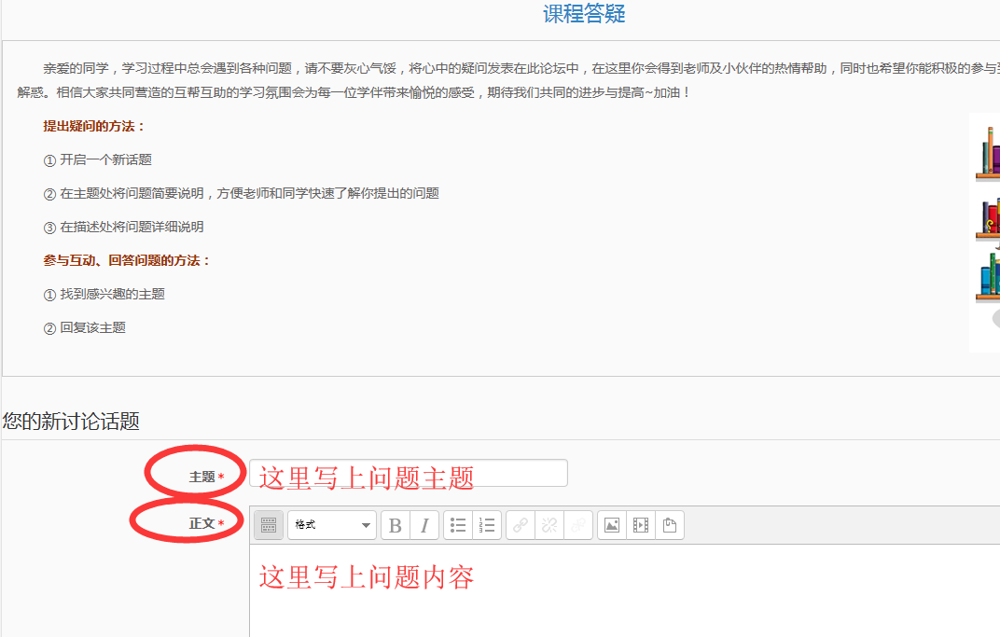 课程答疑
亲爱的同学，学习过程中总会遇到各种问题，请不要灰心气馁，将心中的疑问发表在此论坛中，在这里你会得到老师及小伙伴的热情帮助，同时也希望你能积极的参与
解惑。相信大家共同营造的互帮互助的学习氛围会为每一位学伴带来愉悦的感受，期待我们共同的进步与提高~加油！
提出疑问的方法：
① 开启一个新话题
② 在主题处将问题简要说明，方便老师和同学快速了解你提出的问题
③ 在描述处将问题详细说明
参与互动、回答问题的方法：
① 找到感兴趣的主题
② 回复该主题
您的新讨论话题
主题* 这里写上问题主题
正文* 格式 B I
这里写上问题内容